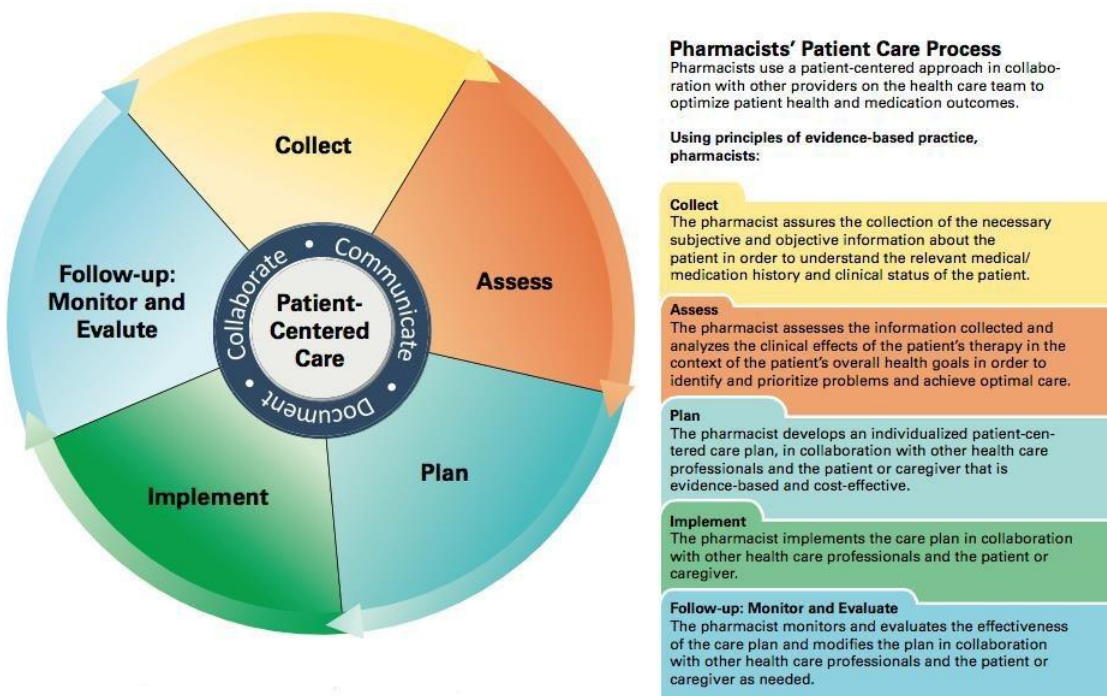 Collect
Assess
Plan
Implement
Follow-up:
Monitor and
Evalute
Collaborate • Communicate • Document •
Patient-
Centered
Care
Pharmacists’ Patient Care Process
Pharmacists use a patient-centered approach in collabo-
ration with other providers on the health care team to
optimize patient health and medication outcomes.
Using principles of evidence-based practice,
pharmacists:
Collect
The pharmacist assures the collection of the necessary
subjective and objective information about the
patient in order to understand the relevant medical/
medication history and clinical status of the patient.
Assess
The pharmacist assesses the information collected and
analyzes the clinical effects of the patient’s therapy in the
context of the patient’s overall health goals in order to
identify and prioritize problems and achieve optimal care.
Plan
The pharmacist develops an individualized patient-cen-
tered care plan, in collaboration with other health care
professionals and the patient or caregiver that is
evidence-based and cost-effective.
Implement
The pharmacist implements the care plan in collaboration
with other health care professionals and the patient or
caregiver.
Follow-up: Monitor and Evaluate
The pharmacist monitors and evaluates the effectiveness
of the care plan and modifies the plan in collaboration
with other health care professionals and the patient or
caregiver as needed.